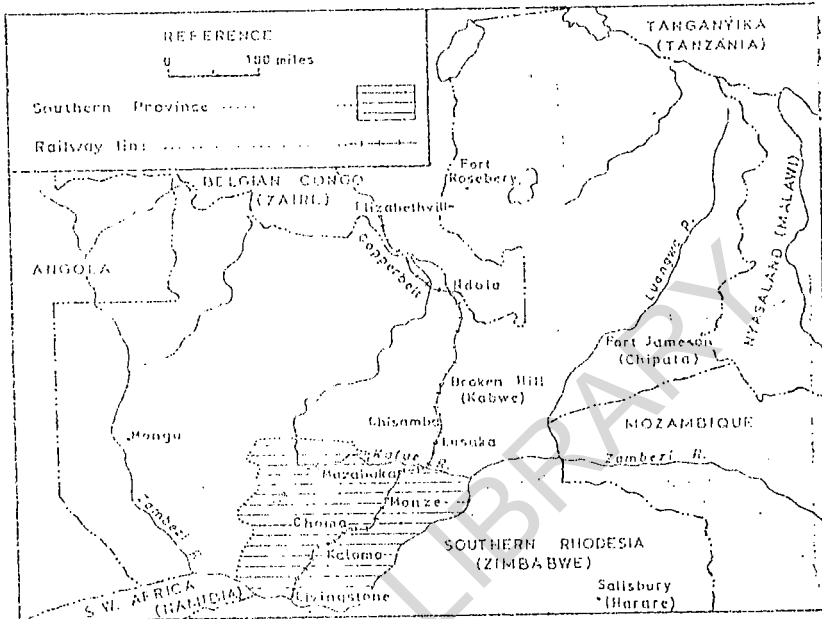 REFERENCE
0 100 miles
Southern Province
Railway line
TANGANYIKA
(TANZANIA)
Fort
Rosebery
BELGIAN CONGO
(ZAIRE)
Elizabethville
Copperbelt
ANGOLA
Ndola
Luangwa R.
NYASALAND (MALAWI)
Fort Jameson
(Chipata)
Broken Hill
(Kabwe)
Chisamba
MOZAMBIQUE
Mongu
Lusaka
Kafue R.
Zambezi R.
Mazabuka
Monze
Zambezi R.
Choma
SOUTHERN RHODESIA
(ZIMBABWE)
Kalomo
Salisbury
(Harare)
S.W. AFRICA
(NAMIBIA)
Livingstone
LIBRARY